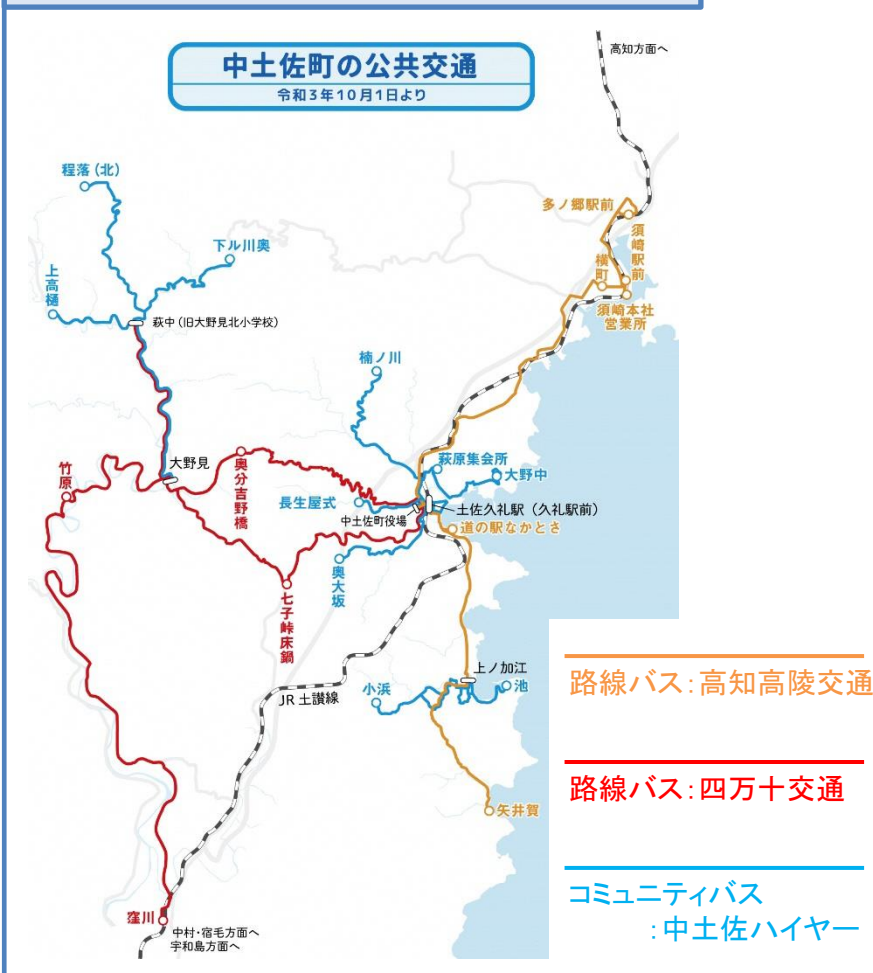 中土佐町の公共交通
令和3年10月1日より
高知方面へ
程落(北)
多ノ郷駅前
須崎駅前
下ル川奥
横町
上高樋
須崎本社
営業所
萩中(旧大野見北小学校)
楠ノ川
萩原集会所
大野見
大野中
竹原
奥分吉野橋
長生屋式
土佐久礼駅(久礼駅前)
中土佐町役場
道の駅なかとさ
奥大坂
七子峠床鍋
上ノ加江
小浜
池
JR土讃線
矢井賀
窪川
中村・宿毛方面へ
宇和島方面へ
路線バス:高知高陵交通
路線バス:四万十交通
コミュニティバス
:中土佐ハイヤー